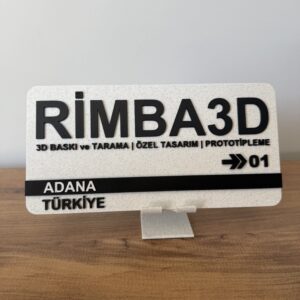 RİMBA3D
3D BASKI ve TARAMA | ÖZEL TASARIM | PROTOTİPLEME
01
ADANA
TÜRKİYE